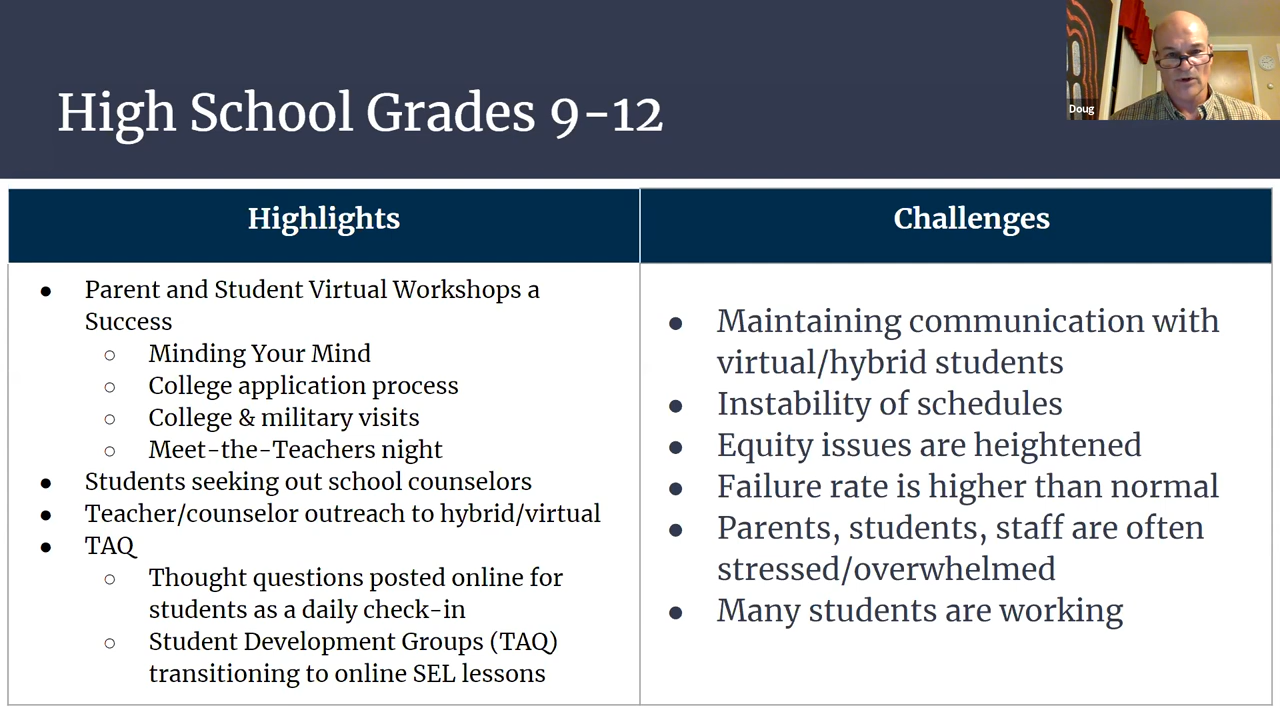 High School Grades 9-12
Doug
Highlights
Challenges
● Parent and Student Virtual Workshops a
Success
○ Minding Your Mind
○ College application process
○ College & military visits
○ Meet-the-Teachers night
● Students seeking out school counselors
● Teacher/counselor outreach to hybrid/virtual
● TAQ
○ Thought questions posted online for
students as a daily check-in
○ Student Development Groups (TAQ)
transitioning to online SEL lessons
● Maintaining communication with
virtual/hybrid students
● Instability of schedules
● Equity issues are heightened
● Failure rate is higher than normal
● Parents, students, staff are often
stressed/overwhelmed
● Many students are working